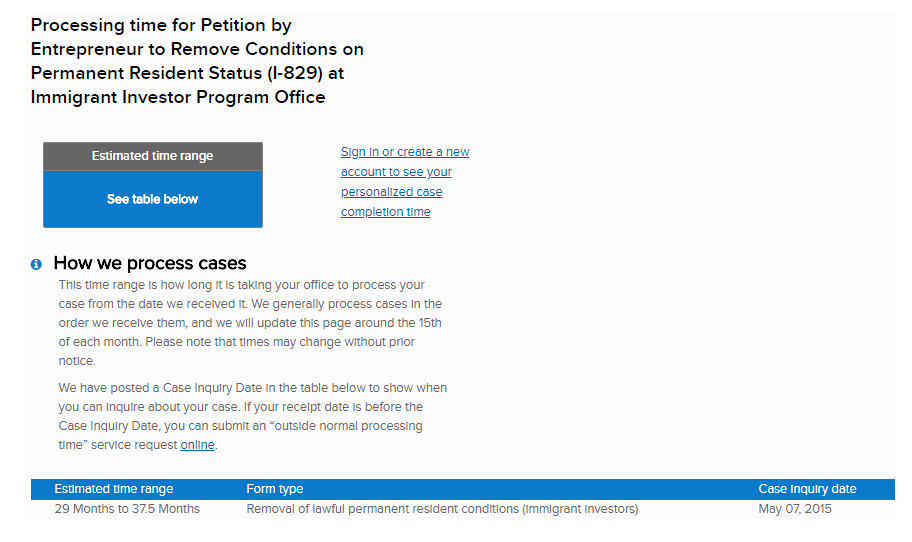 Processing time for Petition by
Entrepreneur to Remove Conditions on
Permanent Resident Status (I-829) at
Immigrant Investor Program Office
Estimated time range
See table below
Sign in or create a new
account to see your
personalized case
completion time
How we process cases
This time range is how long it is taking your office to process your
case from the date we received it. We generally process cases in the
order we receive them, and we will update this page around the 15th
of each month. Please note that times may change without prior
notice.
We have posted a Case Inquiry Date in the table below to show when
you can inquire about your case. If your receipt date is before the
Case Inquiry Date, you can submit an “outside normal processing
time” service request online.
Estimated time range Form type Case inquiry date
29 Months to 37.5 Months Removal of lawful permanent resident conditions (immigrant investors) May 07, 2015